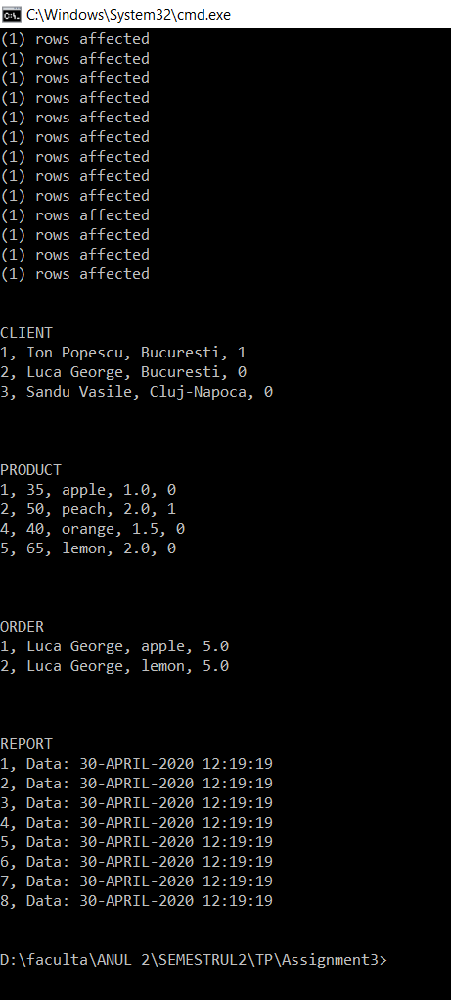 C:\Windows\System32\cmd.exe
(1) rows affected
(1) rows affected
(1) rows affected
(1) rows affected
(1) rows affected
(1) rows affected
(1) rows affected
(1) rows affected
(1) rows affected
(1) rows affected
(1) rows affected
(1) rows affected
(1) rows affected
CLIENT
1, Ion Popescu, Bucuresti, 1
2, Luca George, Bucuresti, 0
3, Sandu Vasile, Cluj-Napoca, 0
PRODUCT
1, 35, apple, 1.0, 0
2, 50, peach, 2.0, 1
4, 40, orange, 1.5, 0
5, 65, lemon, 2.0, 0
ORDER
1, Luca George, apple, 5.0
2, Luca George, lemon, 5.0
REPORT
1, Data: 30-APRIL-2020 12:19:19
2, Data: 30-APRIL-2020 12:19:19
3, Data: 30-APRIL-2020 12:19:19
4, Data: 30-APRIL-2020 12:19:19
5, Data: 30-APRIL-2020 12:19:19
6, Data: 30-APRIL-2020 12:19:19
7, Data: 30-APRIL-2020 12:19:19
8, Data: 30-APRIL-2020 12:19:19
D:\faculta\ANUL 2\SEMESTRUL2\TP\Assignment3>